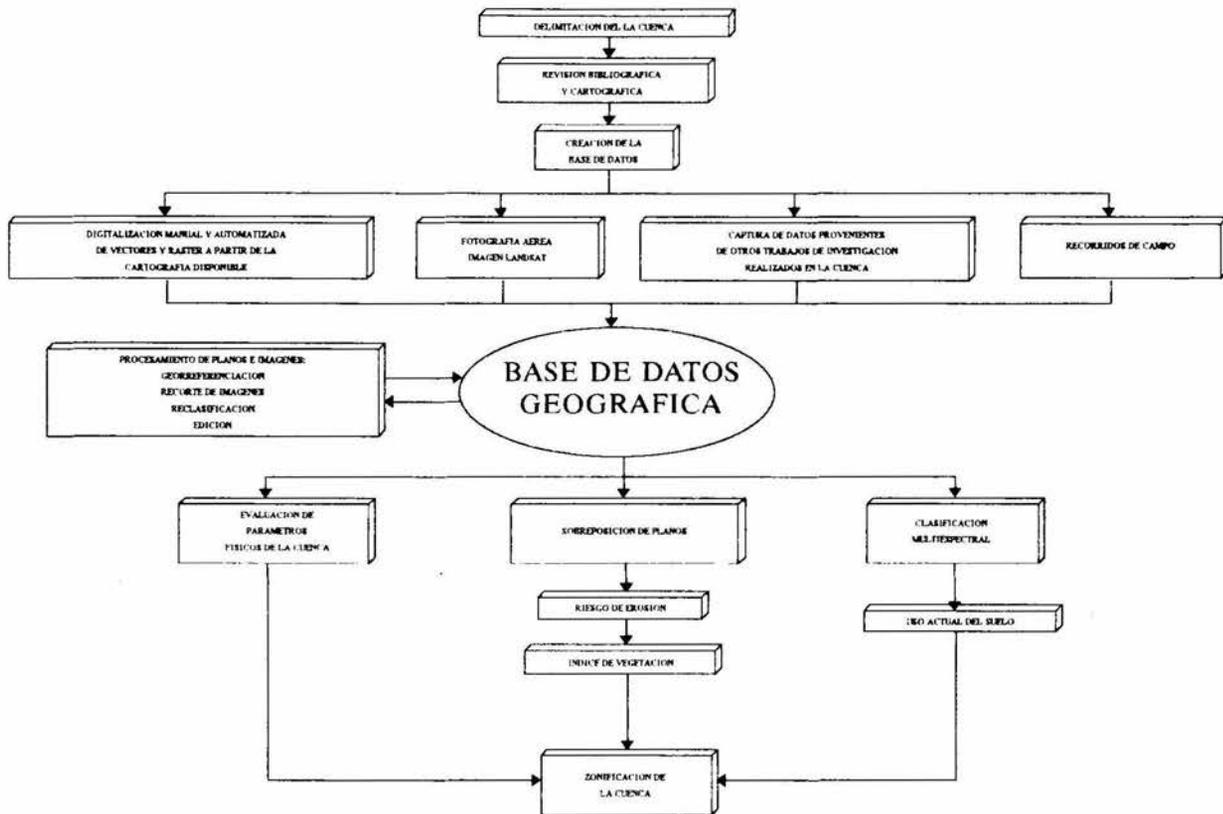 DELIMITACION DEL LA CUENCA
REVISION BIBLIOGRAFICA
Y CARTOGRAFICA
CREACION DE LA
BASE DE DATOS
DIGITALIZACION MANUAL Y AUTOMATIZADA
DE VECTORES Y RASTER A PARTIR DE LA
CARTOGRAFIA DISPONIBLE
FOTOGRAFIA AEREA
IMAGEN LANDSAT
CAPTURA DE DATOS PROVENIENTES
DE OTROS TRABAJOS DE INVESTIGACION
REALIZADOS EN LA CUENCA
RECORRIDOS DE CAMPO
PROCESAMIENTO DE PLANOS E IMAGENES:
GEORREFERENCIACION
RECORTE DE IMAGENES
RECLASIFICACION
EDICION
BASE DE DATOS
GEOGRAFICA
EVALUACION DE
PARAMETROS
FISICOS DE LA CUENCA
SOBREPOSICION DE PLANOS
CLASIFICACION
MULTIESPECTRAL
RIESGO DE EROSION
USO ACTUAL DEL SUELO
INDICE DE VEGETACION
ZONIFICACION DE
LA CUENCA